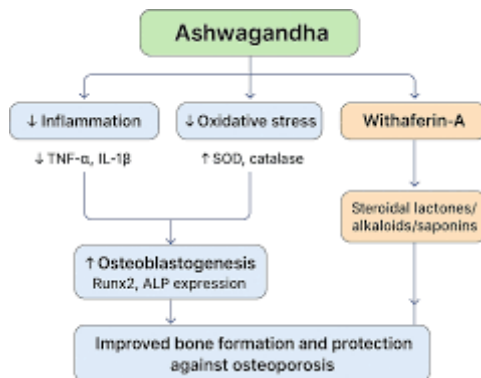 Ashwagandha
↓ Inflammation
↓ Oxidative stress
Withaferin-A
↓ TNF-α, IL-1β
↑ SOD, catalase
Steroidal lactones/
alkaloids/saponins
↑ Osteoblastogenesis
Runx2, ALP expression
Improved bone formation and protection
against osteoporosis